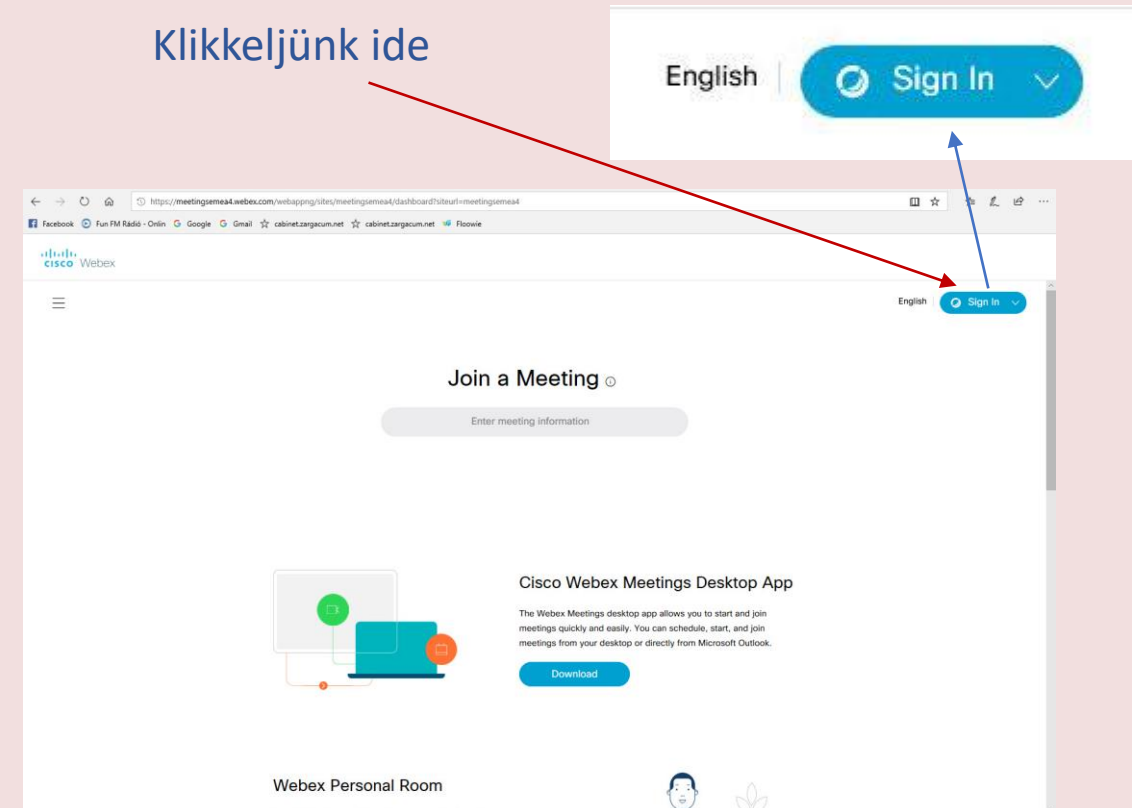 Klikkeljünk ide
English
Sign In
https://meetingsemea4.webex.com/webappng/sites/meetingsemea4/dashboard?siteurl=meetingsemea4
Facebook Fun FM Rádió - Onlin Google Gmail cabinet.zargacum.net cabinet.zargacum.net Floowie
cisco Webex
English Sign In
Join a Meeting
Enter meeting information
Cisco Webex Meetings Desktop App
The Webex Meetings desktop app allows you to start and join
meetings quickly and easily. You can schedule, start, and join
meetings from your desktop or directly from Microsoft Outlook.
Download
Webex Personal Room